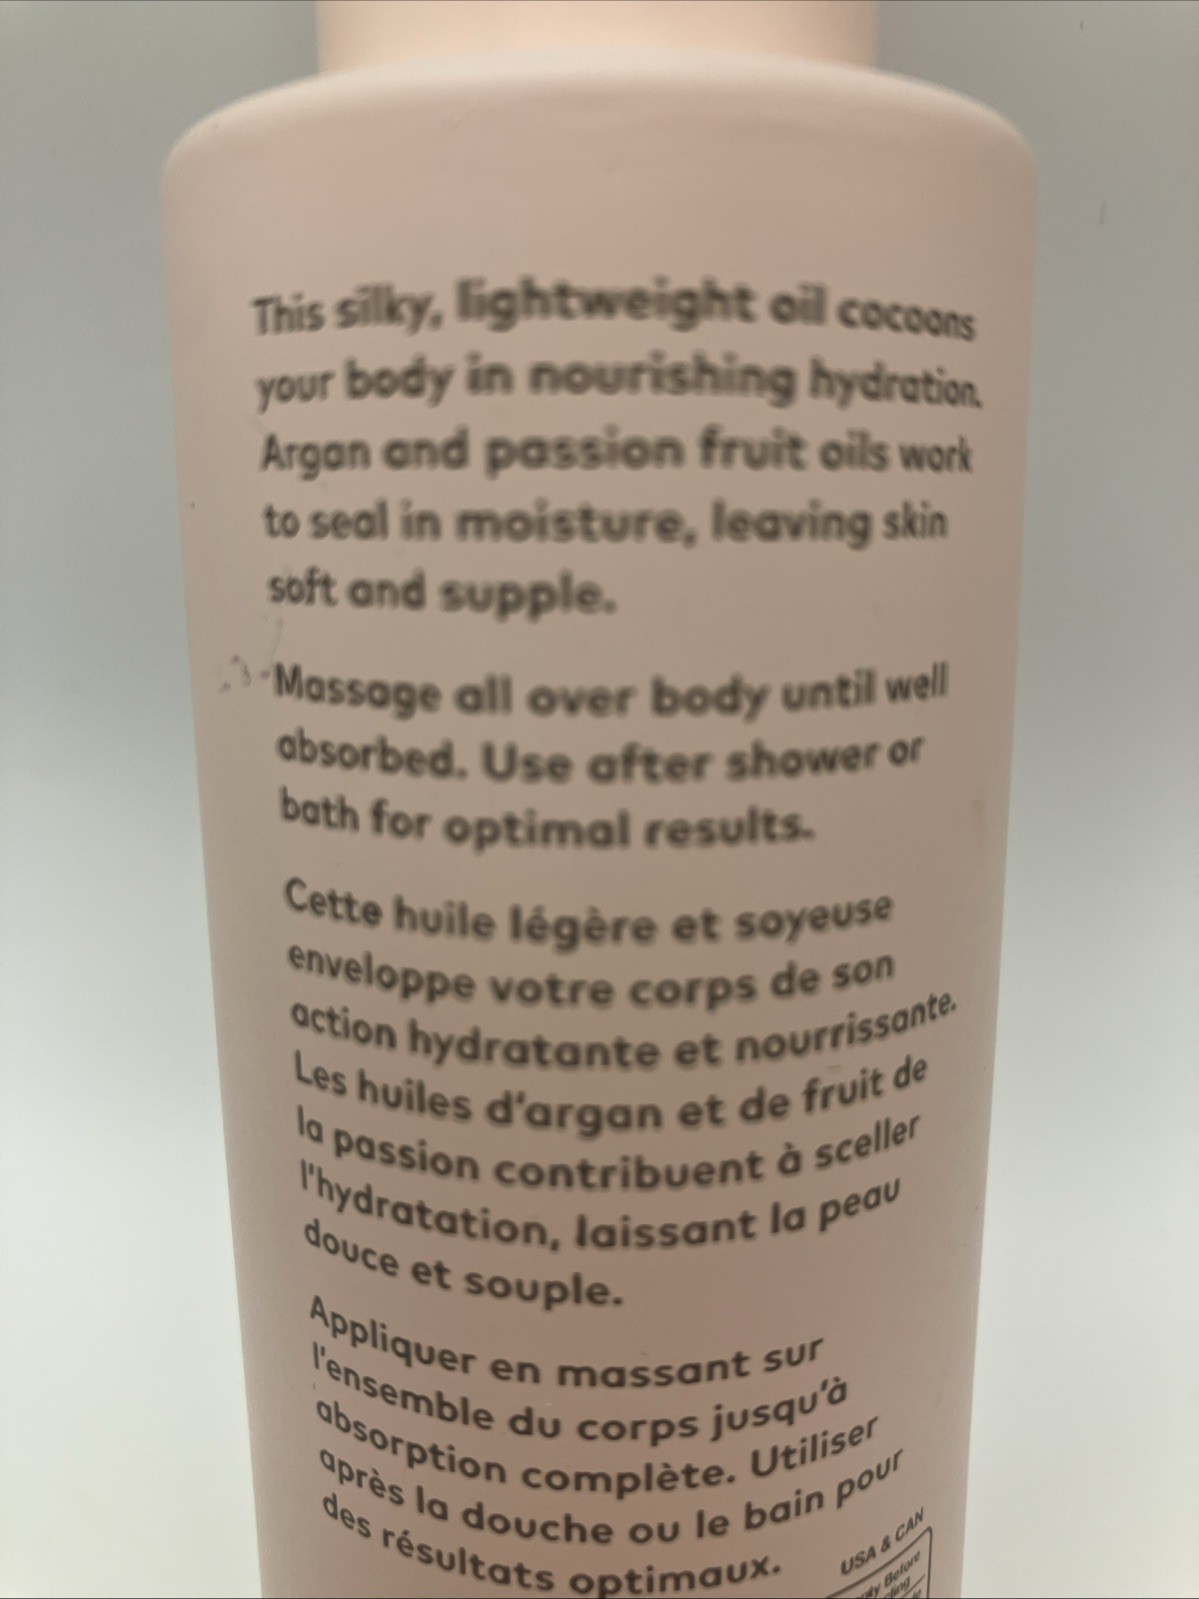 This silky, lightweight oil cocoons
your body in nourishing hydration.
Argan and passion fruit oils work
to seal in moisture, leaving skin
soft and supple.
Massage all over body until well
absorbed. Use after shower or
bath for optimal results.
Cette huile légère et soyeuse
enveloppe votre corps de son
action hydratante et nourrissante.
Les huiles d'argan et de fruit de
la passion contribuent à sceller
l'hydratation, laissant la peau
douce et souple.
Appliquer en massant sur
l'ensemble du corps jusqu'à
absorption complète. Utiliser
après la douche ou le bain pour
des résultats optimaux.
USA & CAN
Before